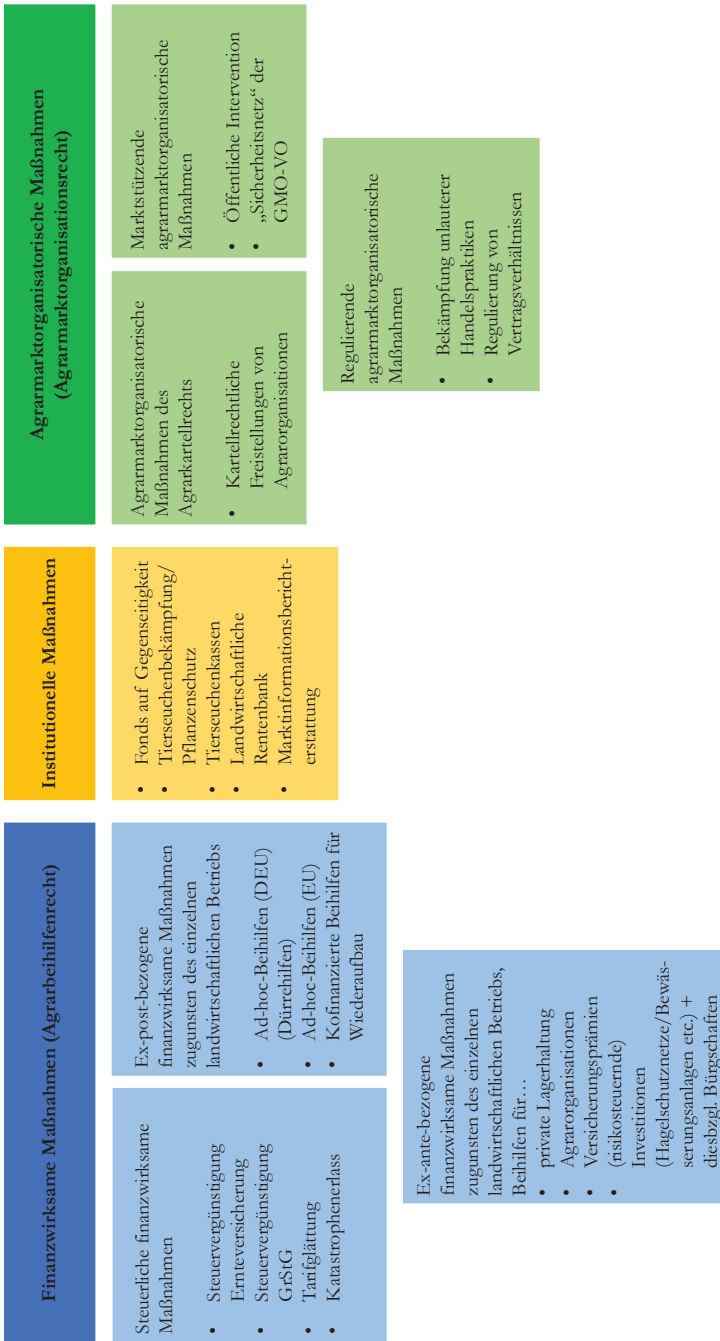 Finanzwirksame Maßnahmen (Agrarbeihilfenrecht)
Steuerliche finanzwirksame
Maßnahmen
• Steuervergünstigung
Ernteversicherung
• Steuervergünstigung
GrStG
• Tarifglättung
• Katastrophenerlass
Ex-post-bezogene
finanzwirksame Maßnahmen
zugunsten des einzelnen
landwirtschaftlichen Betriebs
• Ad-hoc-Beihilfen (DEU)
(Dürrehilfen)
• Ad-hoc-Beihilfen (EU)
• Kofinanzierte Beihilfen für
Wiederaufbau
Ex-ante-bezogene
finanzwirksame Maßnahmen
zugunsten des einzelnen
landwirtschaftlichen Betriebs,
Beihilfen für…
• private Lagerhaltung
• Agrarorganisationen
• Versicherungsprämien
• (risikosteuernde)
Investitionen
(Hagelschutznetze/Bewäs-
serungsanlagen etc.) +
diesbzgl. Bürgschaften
Institutionelle Maßnahmen
• Fonds auf Gegenseitigkeit
• Tierseuchenbekämpfung/
Pflanzenschutz
• Tierseuchenkassen
• Landwirtschaftliche
Rentenbank
• Marktinformationsbericht-
erstattung
Agrarmarktorganisatorische Maßnahmen
(Agrarmarktorganisationsrecht)
Agrarmarktorganisatorische
Maßnahmen des
Agrarkartellrechts
• Kartellrechtliche
Freistellungen von
Agrarorganisationen
Marktstützende
agrarmarktorganisatorische
Maßnahmen
• Öffentliche Intervention
• „Sicherheitsnetz“ der
GMO-VO
Regulierende
agrarmarktorganisatorische
Maßnahmen
• Bekämpfung unlauterer
Handelspraktiken
• Regulierung von
Vertragsverhältnissen